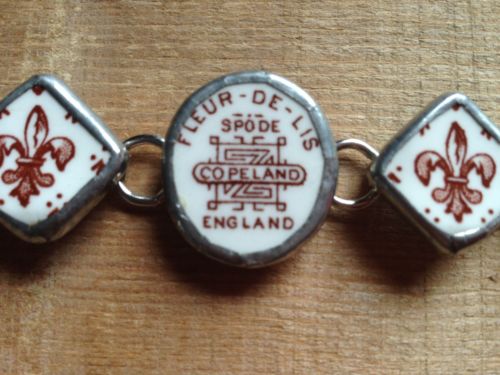 FLEUR-DE-LIS
SPODE
COPELAND
ENGLAND